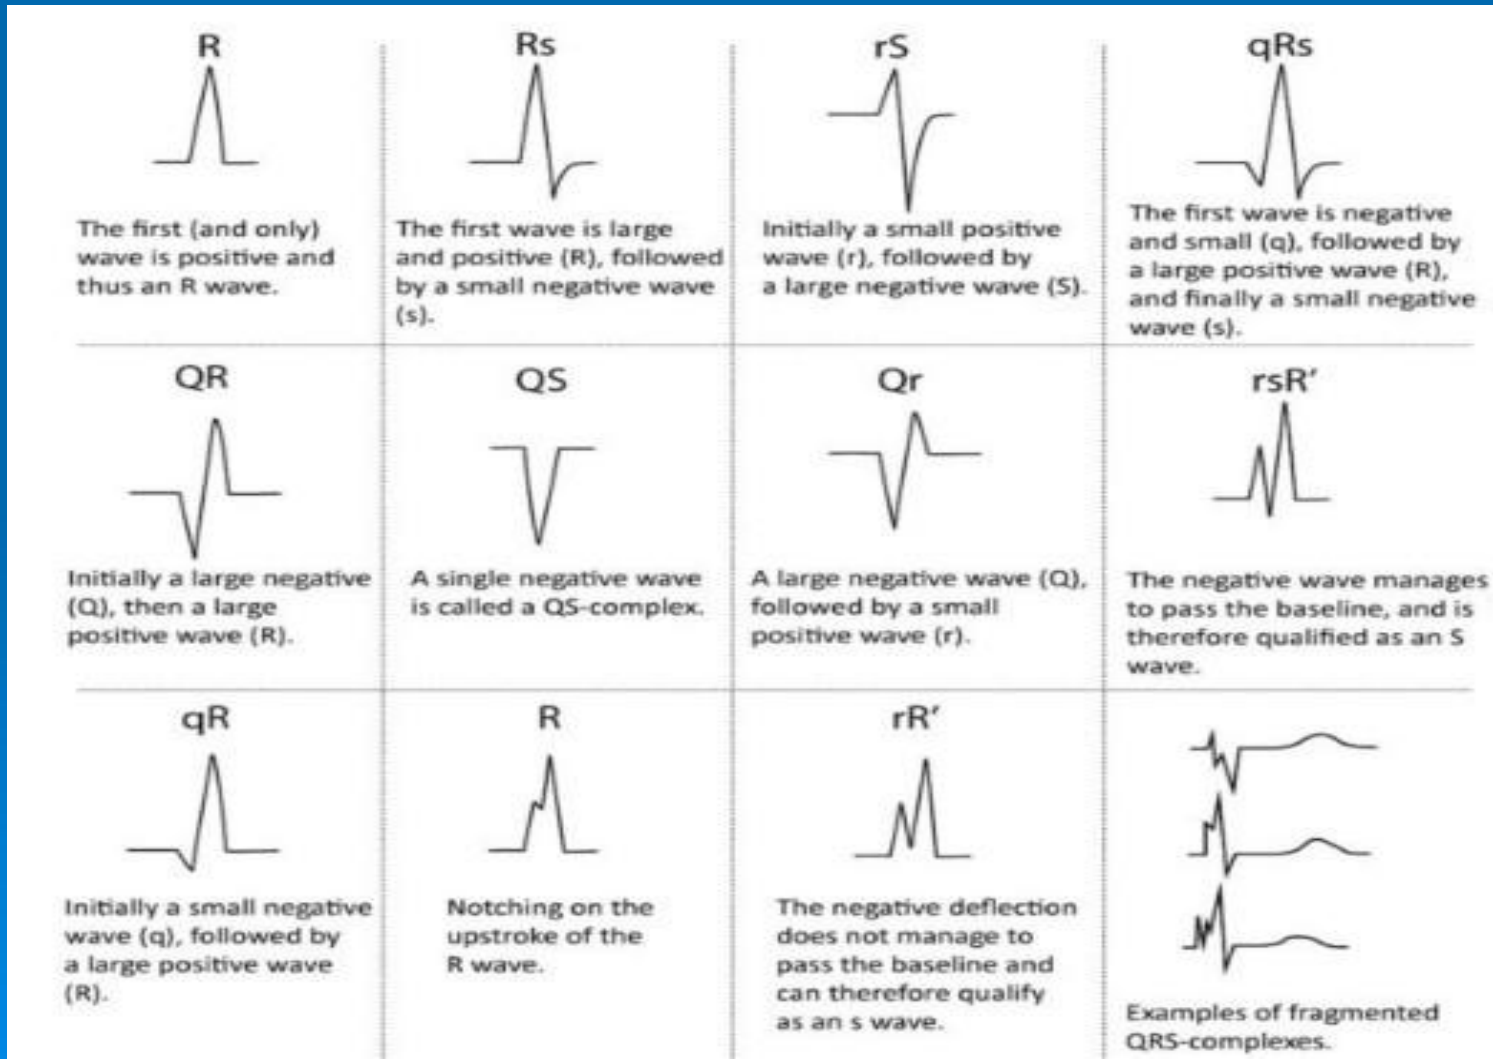 R
The first (and only)
wave is positive and
thus an R wave.
Rs
The first wave is large
and positive (R), followed
by a small negative wave
(s).
rS
Initially a small positive
wave (r), followed by
a large negative wave (S).
qRs
The first wave is negative
and small (q), followed by
a large positive wave (R),
and finally a small negative
wave (s).
QR
Initially a large negative
(Q), then a large
positive wave (R).
QS
A single negative wave
is called a QS-complex.
Qr
A large negative wave (Q),
followed by a small
positive wave (r).
rsR′
The negative wave manages
to pass the baseline, and is
therefore qualified as an S
wave.
qR
Initially a small negative
wave (q), followed by
a large positive wave
(R).
R
Notching on the
upstroke of the
R wave.
rR′
The negative deflection
does not manage to
pass the baseline and
can therefore qualify
as an s wave.
Examples of fragmented
QRS-complexes.